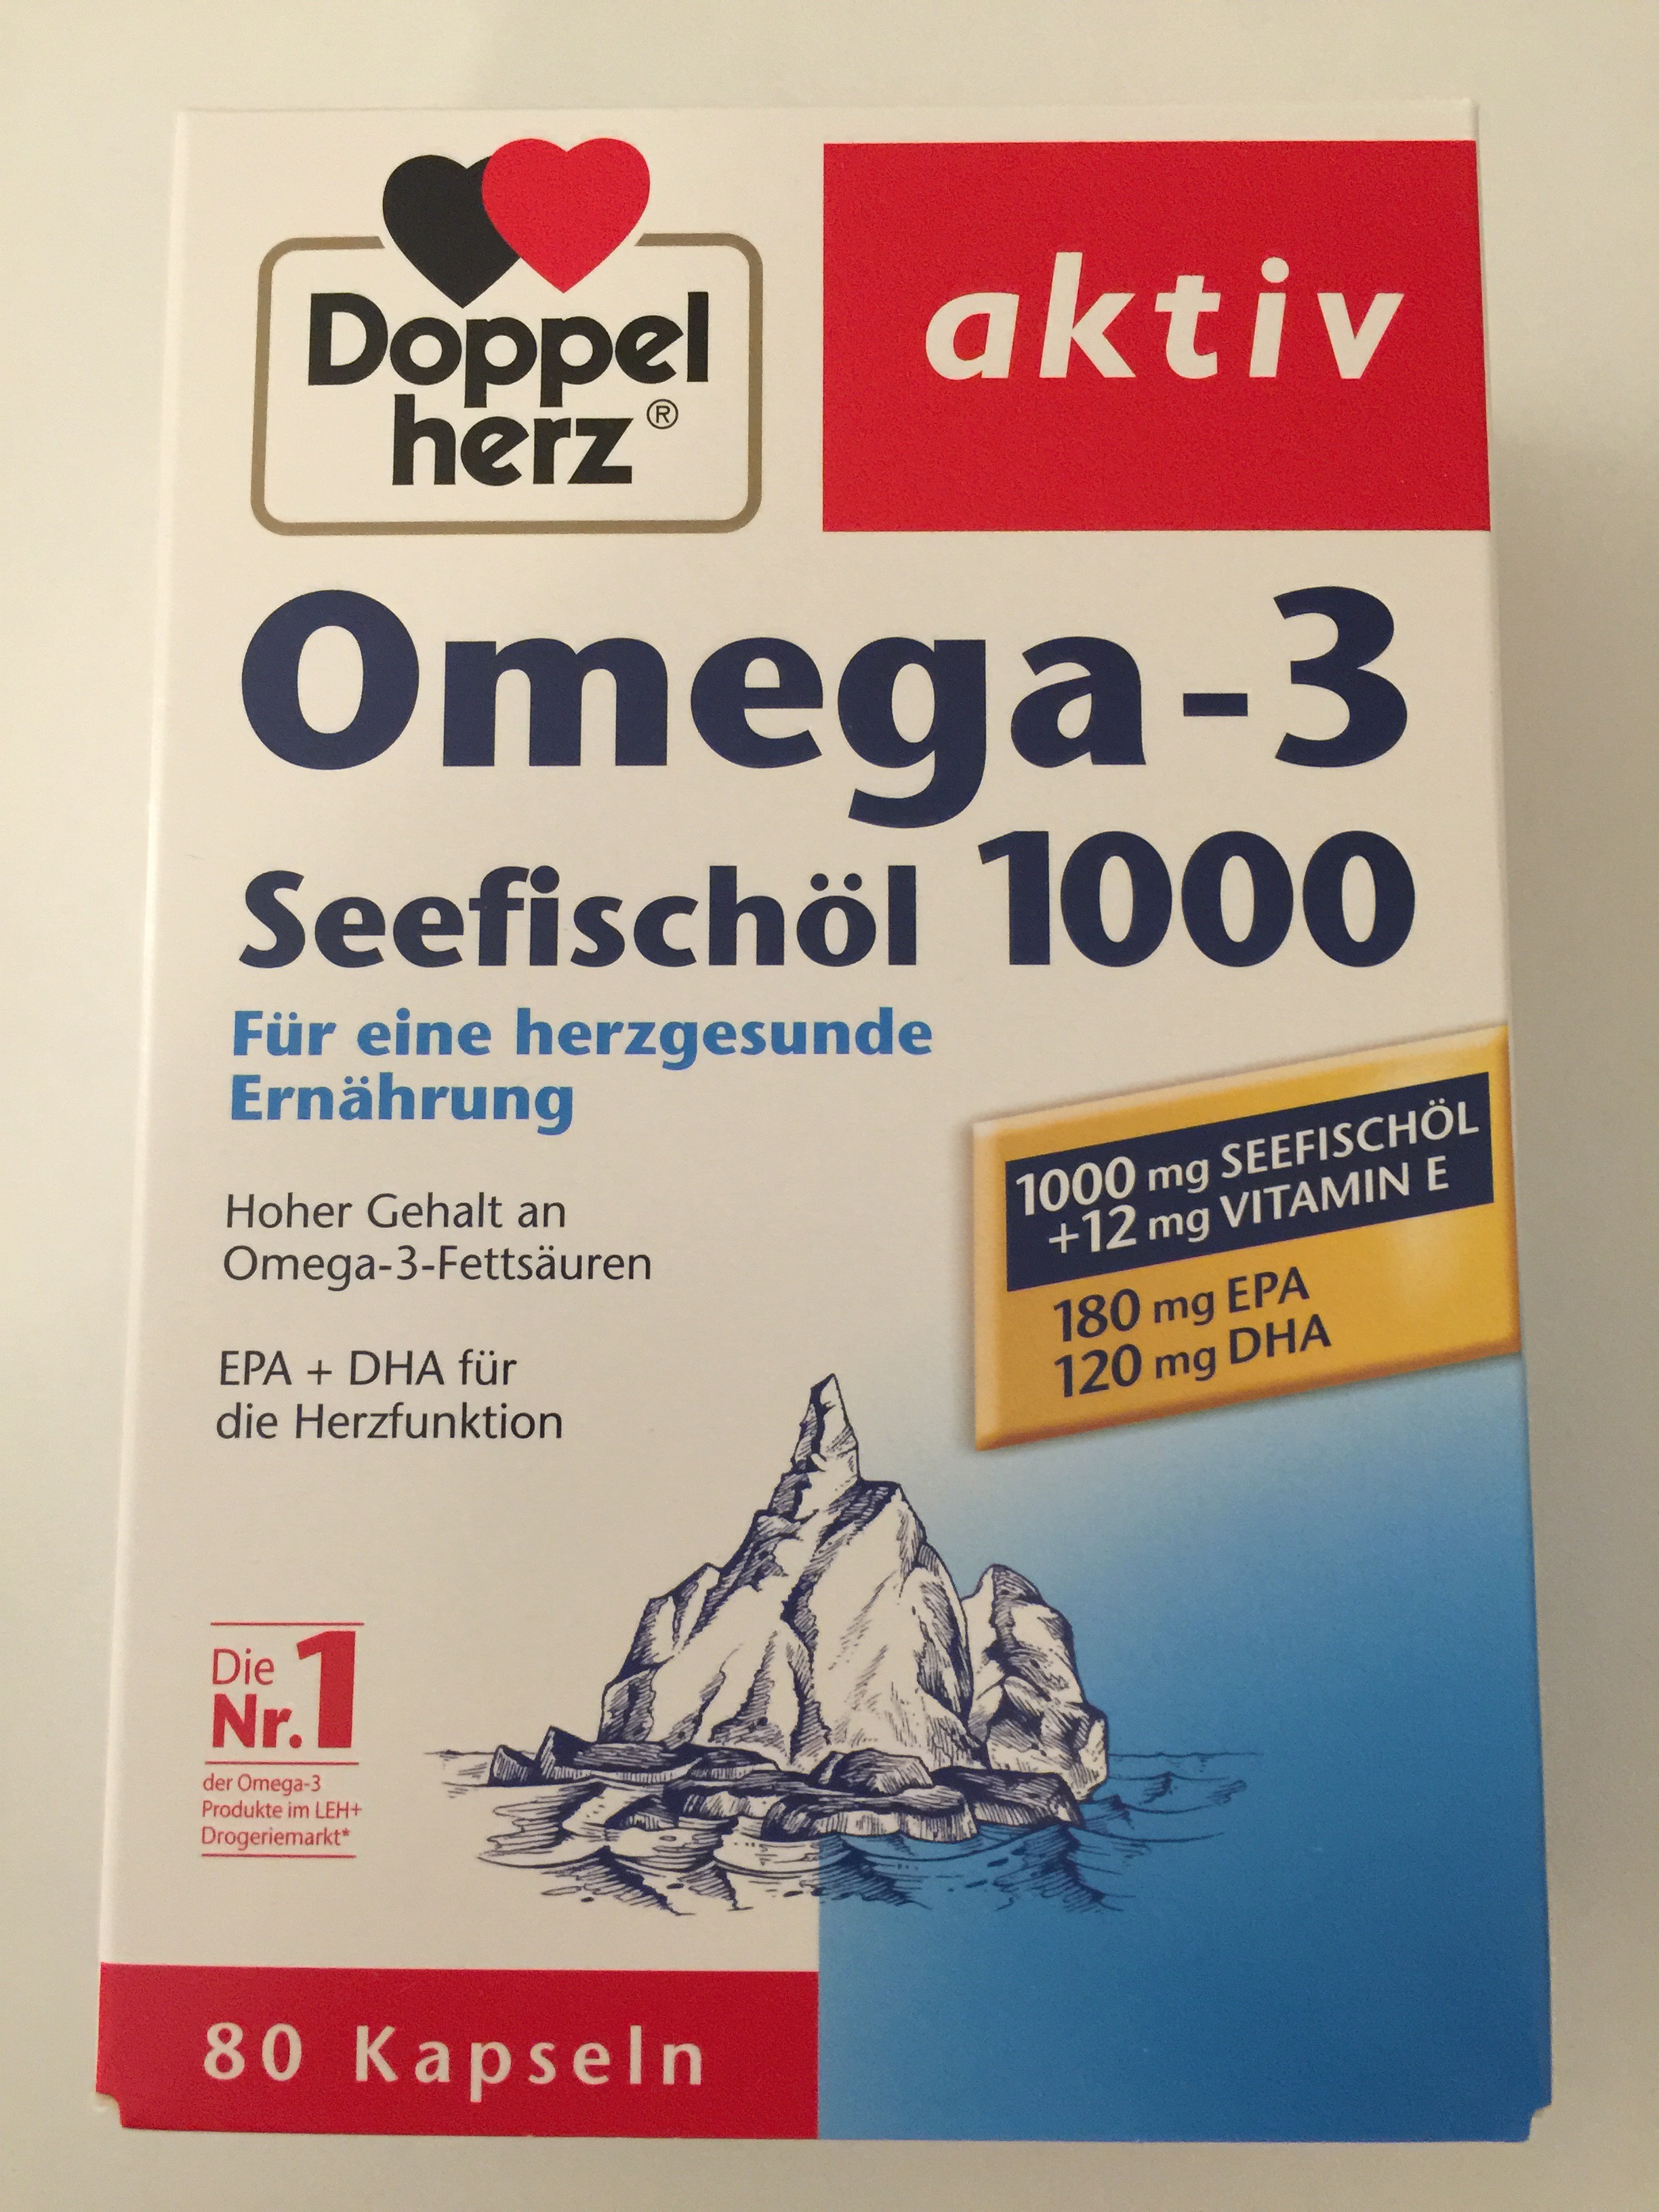 Doppel
herz®
aktiv
Omega-3
Seefischöl 1000
Für eine herzgesunde
Ernährung
1000 mg SEEFISCHÖL
+12 mg VITAMIN E
180 mg EPA
120 mg DHA
Hoher Gehalt an
Omega-3-Fettsäuren
EPA + DHA für
die Herzfunktion
Die
Nr.1
der Omega-3
Produkte im LEH+
Drogeriemarkt*
80 Kapseln